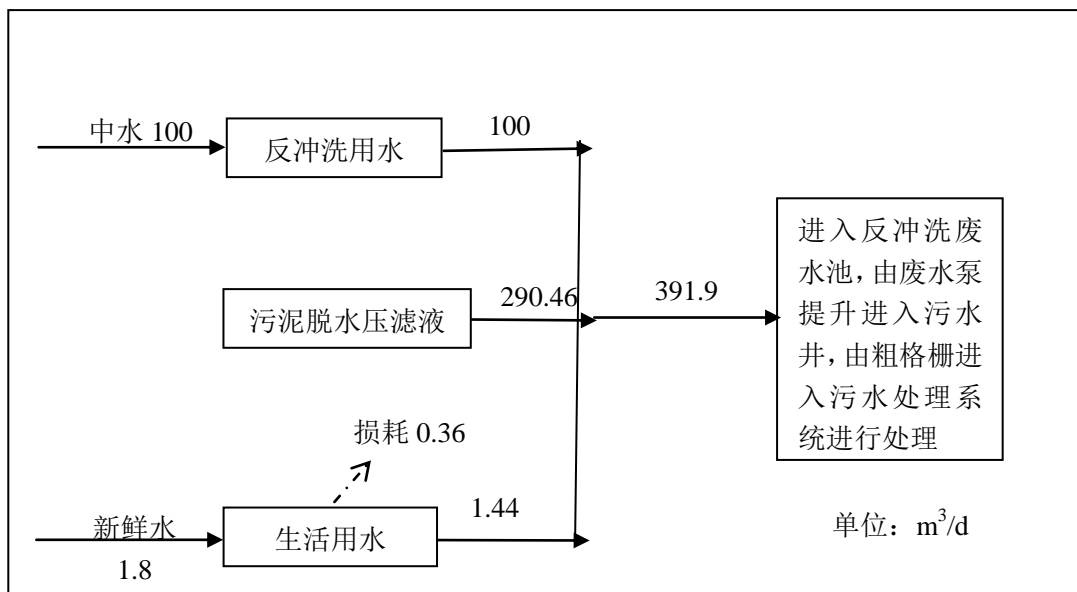 中水 100
100
反冲洗用水
进入反冲洗废
水池，由废水泵
提升进入污水
井，由粗格栅进
入污水处理系
统进行处理
290.46
391.9
污泥脱水压滤液
损耗 0.36
1.44
新鲜水
生活用水
1.8
单位：m³/d